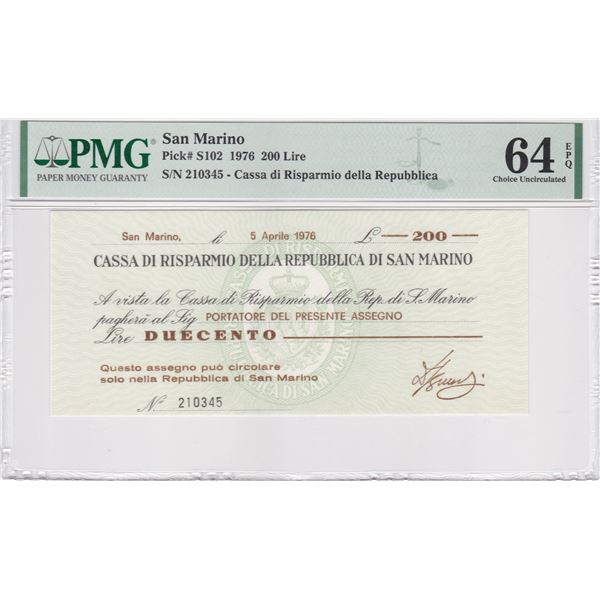 PMG
PAPER MONEY GUARANTY
San Marino
Pick# S102 1976 200 Lire
S/N 210345 - Cassa di Risparmio della Repubblica
64 EPQ
Choice Uncirculated
San Marino, lì 5 Aprile 1976 £ 200
CASSA DI RISPARMIO DELLA REPUBBLICA DI SAN MARINO
A vista la Cassa di Risparmio della Rep. di S. Marino
pagherà al Sig PORTATORE DEL PRESENTE ASSEGNO
Lire DUECENTO
Questo assegno può circolare
solo nella Repubblica di San Marino
N° 210345